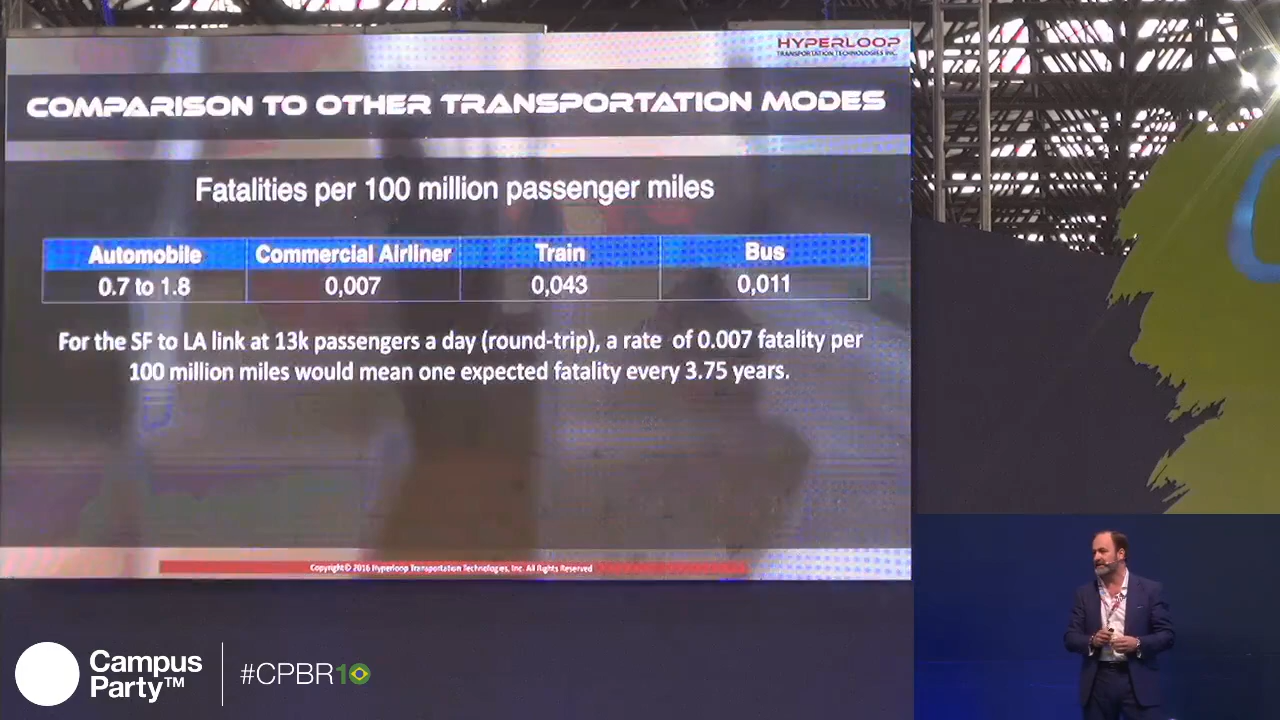 HYPERLOOP
TRANSPORTATION TECHNOLOGIES INC.
COMPARISON TO OTHER TRANSPORTATION MODES
Fatalities per 100 million passenger miles
Automobile Commercial Airliner Train Bus
0.7 to 1.8 0,007 0,043 0,011
For the SF to LA link at 13k passengers a day (round-trip), a rate of 0.007 fatality per
100 million miles would mean one expected fatality every 3.75 years.
Copyright© 2016 Hyperloop Transportation Technologies, Inc. All Rights Reserved
Campus
Party™
#CPBR10